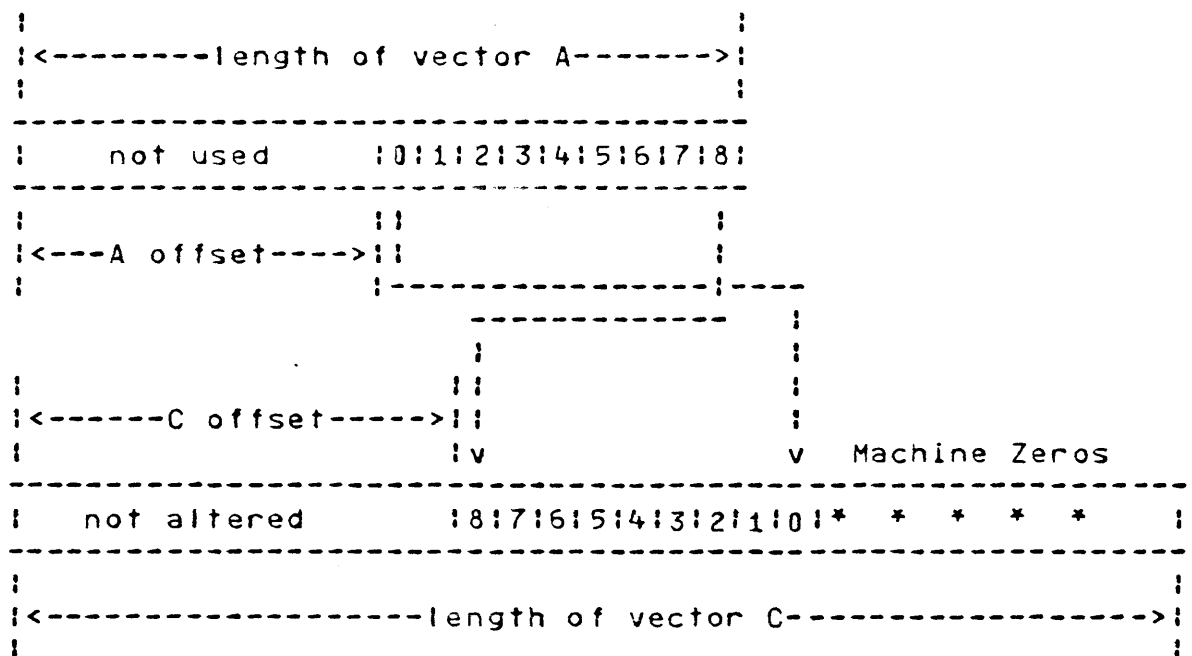 ¦                                   ¦
¦<---------length of vector A------->¦
¦                                   ¦
-------------------------------------
¦    not used     ¦0¦1¦2¦3¦4¦5¦6¦7¦8¦
-------------------------------------
¦                 ¦¦               ¦
¦<---A offset---->¦¦               ¦
¦                 ¦----------------¦----
                       -------------   ¦
                       ¦               ¦
¦                     ¦¦               ¦
¦<------C offset----->¦¦               ¦
¦                     ¦v               v  Machine Zeros
-----------------------------------------------------------
¦   not altered       ¦8¦7¦6¦5¦4¦3¦2¦1¦0¦*  *  *  *  *    ¦
-----------------------------------------------------------
¦                                                         ¦
¦<--------------------length of vector C------------------->¦
¦                                                         ¦